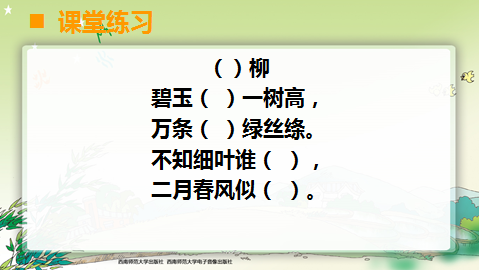 课堂练习
（ ）柳
碧玉（ ）一树高，
万条（ ）绿丝绦。
不知细叶谁（ ），
二月春风似（ ）。
西南师范大学出版社 西南师范大学电子音像出版社